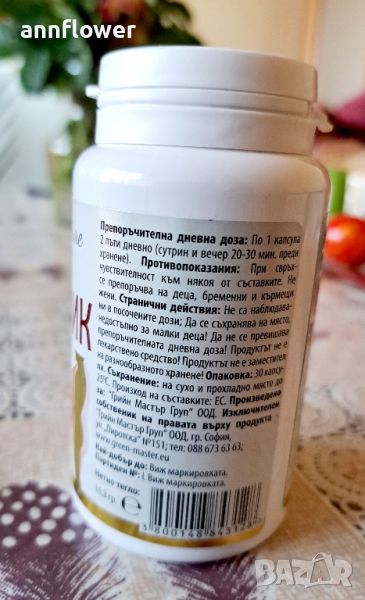 annflower
Препоръчителна дневна доза: По 1 капсула
2 пъти дневно (сутрин и вечер 20-30 мин. преди
хранене). Противопоказания: При свръх-
чувствителност към някоя от съставките. Не
се препоръчва на деца, бременни и кърмещи
жени. Странични действия: Не са наблюдава-
ни в посочените дози; Да се съхранява на място,
недостъпно за малки деца! Да не се превишава
препоръчителната дневна доза! Продуктът не е
лекарствено средство! Продуктът не е заместител
на разнообразното хранене! Опаковка: 30 капсу-
ли. Съхранение: на сухо и прохладно място до
25°C. Произход на съставките: ЕС. Произведено
за: "Грийн Мастър Груп" ООД. Изключителен
собственик на правата върху продукта -
"Грийн Мастър Груп" ООД, гр. София,
ул. "Пиротска" №151; тел: 088 673 63 63;
www.green-master.eu
Най-добър до: Виж маркировката.
Партиден №: L Виж маркировката.
Нетно тегло:
ИК
BAZAR